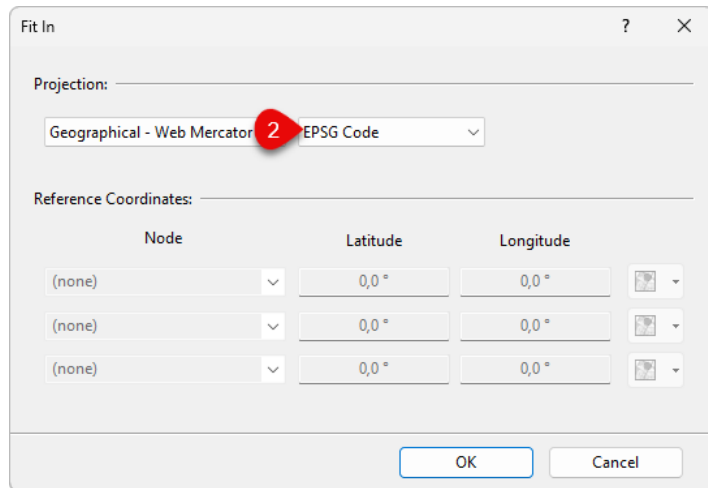 Fit In ?
Projection:
Geographical - Web Mercator 2 EPSG Code
Reference Coordinates:
Node Latitude Longitude
(none) 0,0 ° 0,0 °
(none) 0,0 ° 0,0 °
(none) 0,0 ° 0,0 °
OK Cancel